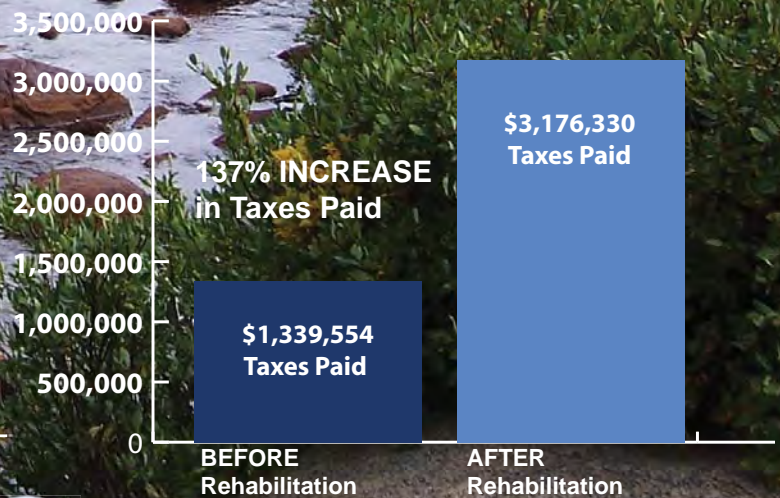 3,500,000
3,000,000
2,500,000
2,000,000
1,500,000
1,000,000
500,000
0
137% INCREASE
in Taxes Paid
$1,339,554
Taxes Paid
$3,176,330
Taxes Paid
BEFORE
Rehabilitation
AFTER
Rehabilitation